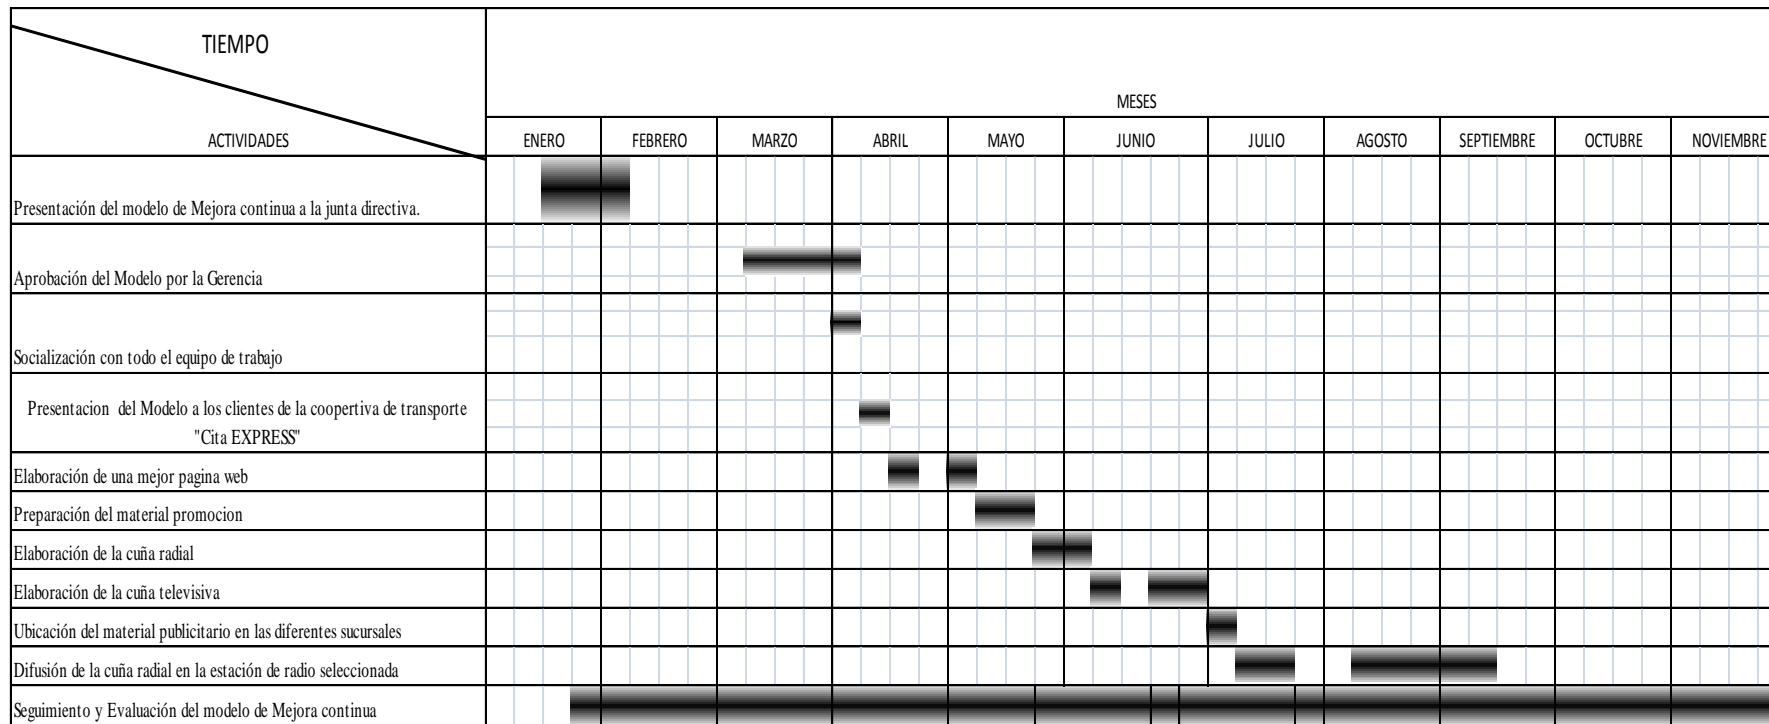 TIEMPO
MESES
ACTIVIDADES
ENERO FEBRERO MARZO ABRIL MAYO JUNIO JULIO AGOSTO SEPTIEMBRE OCTUBRE NOVIEMBRE
Presentación del modelo de Mejora continua a la junta directiva.
Aprobación del Modelo por la Gerencia
Socialización con todo el equipo de trabajo
Presentacion del Modelo a los clientes de la coopertiva de transporte
"Cita EXPRESS"
Elaboración de una mejor pagina web
Preparación del material promocion
Elaboración de la cuña radial
Elaboración de la cuña televisiva
Ubicación del material publicitario en las diferentes sucursales
Difusión de la cuña radial en la estación de radio seleccionada
Seguimiento y Evaluación del modelo de Mejora continua